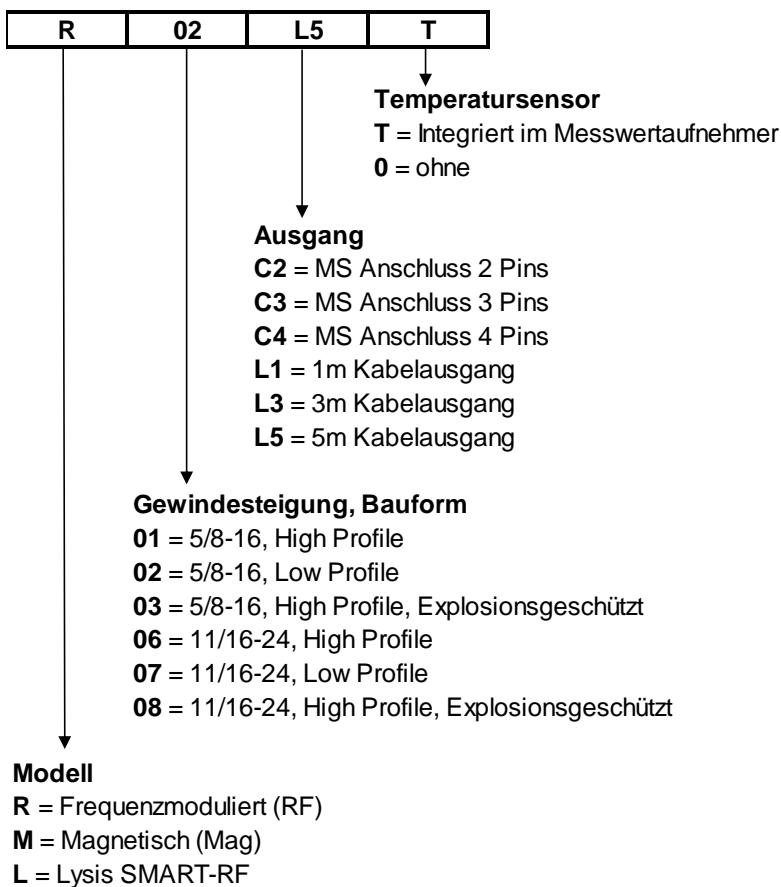 R 02 L5 T
Temperatursensor
T = Integriert im Messwertaufnehmer
0 = ohne
Ausgang
C2 = MS Anschluss 2 Pins
C3 = MS Anschluss 3 Pins
C4 = MS Anschluss 4 Pins
L1 = 1m Kabelausgang
L3 = 3m Kabelausgang
L5 = 5m Kabelausgang
Gewindesteigung, Bauform
01 = 5/8-16, High Profile
02 = 5/8-16, Low Profile
03 = 5/8-16, High Profile, Explosionsgeschützt
06 = 11/16-24, High Profile
07 = 11/16-24, Low Profile
08 = 11/16-24, High Profile, Explosionsgeschützt
Modell
R = Frequenzmoduliert (RF)
M = Magnetisch (Mag)
L = Lysis SMART-RF